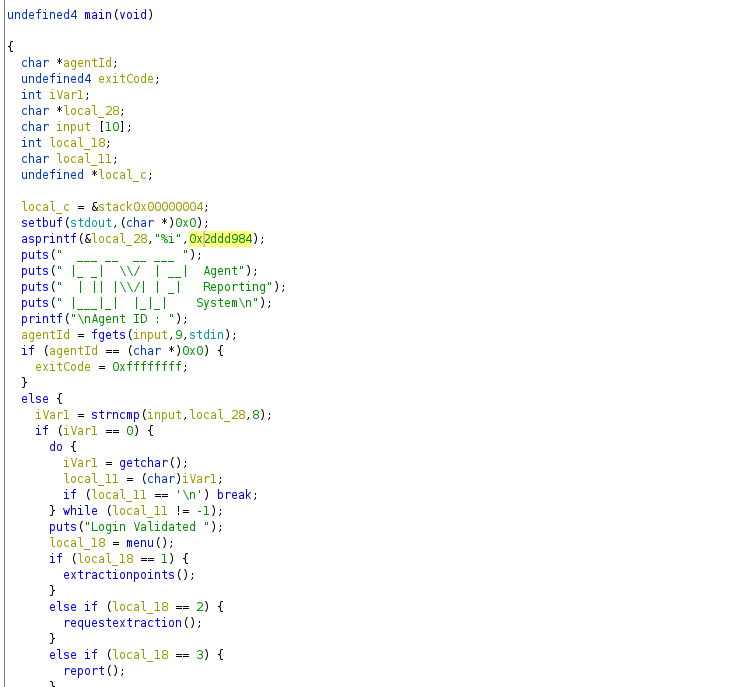 undefined4 main(void)
{
char *agentId;
undefined4 exitCode;
int iVar1;
char *local_28;
char input [10];
int local_18;
char local_11;
undefined *local_c;
local_c = &stack0x00000004;
setbuf(stdout,(char *)0x0);
asprintf(&local_28,"%i",0x2ddd984);
puts("  ___ __  __ ___ ");
puts(" |_ _|  \\/  | __|  Agent");
puts("  | || |\\/| | _|   Reporting");
puts(" |___|_|  |_|_|    System\n");
printf("\nAgent ID : ");
agentId = fgets(input,9,stdin);
if (agentId == (char *)0x0) {
exitCode = 0xffffffff;
}
else {
iVar1 = strncmp(input,local_28,8);
if (iVar1 == 0) {
do {
iVar1 = getchar();
local_11 = (char)iVar1;
if (local_11 == '\n') break;
} while (local_11 != -1);
puts("Login Validated ");
local_18 = menu();
if (local_18 == 1) {
extractionpoints();
}
else if (local_18 == 2) {
requestextraction();
}
else if (local_18 == 3) {
report();
}